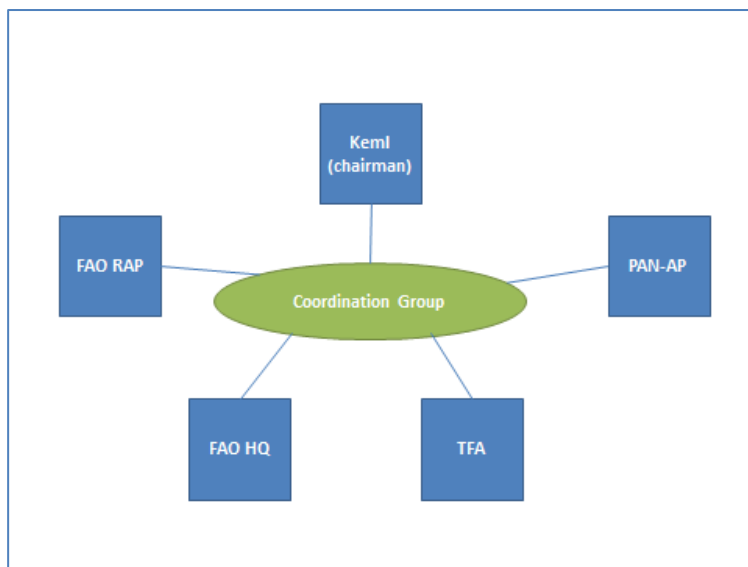 KemI
(chairman)
FAO RAP
PAN-AP
Coordination Group
FAO HQ
TFA